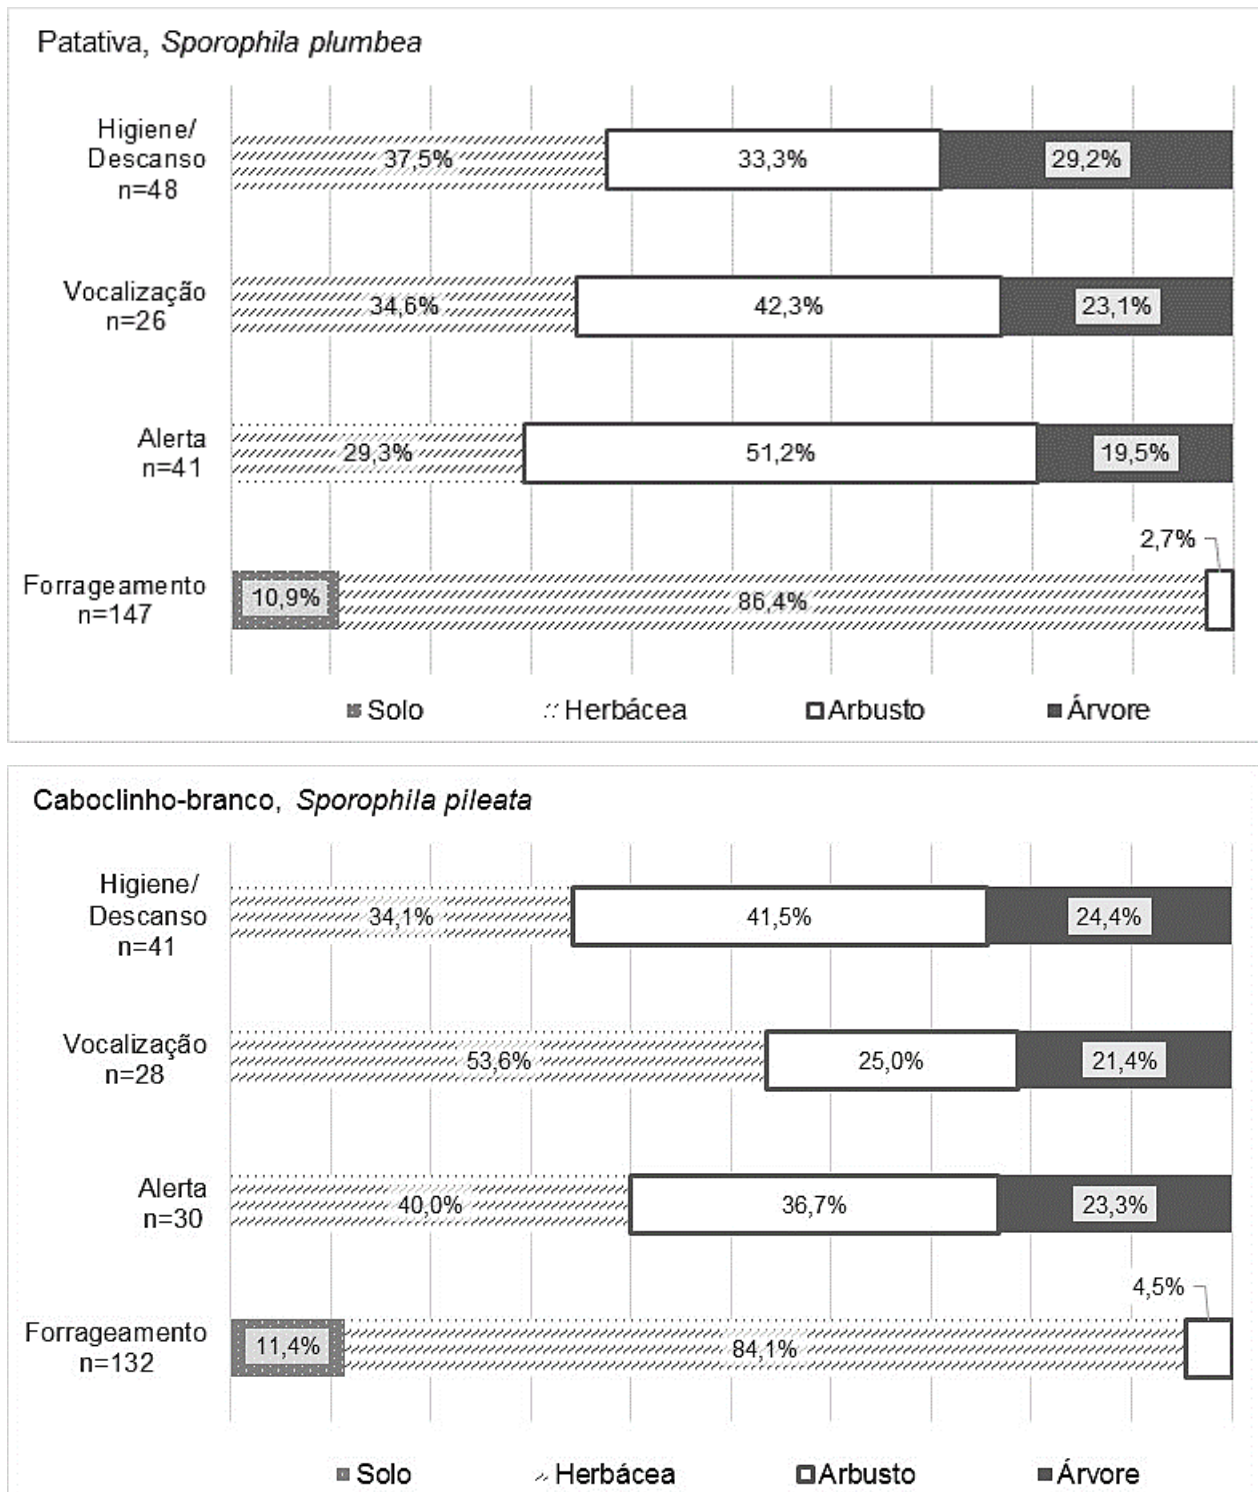 Patativa, Sporophila plumbea
Higiene/
Descanso
n=48
37,5%
33,3%
29,2%
Vocalização
n=26
34,6%
42,3%
23,1%
Alerta
n=41
29,3%
51,2%
19,5%
2,7%
Forrageamento
n=147
10,9%
86,4%
Solo
Herbácea
Arbusto
Árvore
Caboclinho-branco, Sporophila pileata
Higiene/
Descanso
n=41
34,1%
41,5%
24,4%
Vocalização
n=28
53,6%
25,0%
21,4%
Alerta
n=30
40,0%
36,7%
23,3%
4,5%
Forrageamento
n=132
11,4%
84,1%
Solo
Herbácea
Arbusto
Árvore